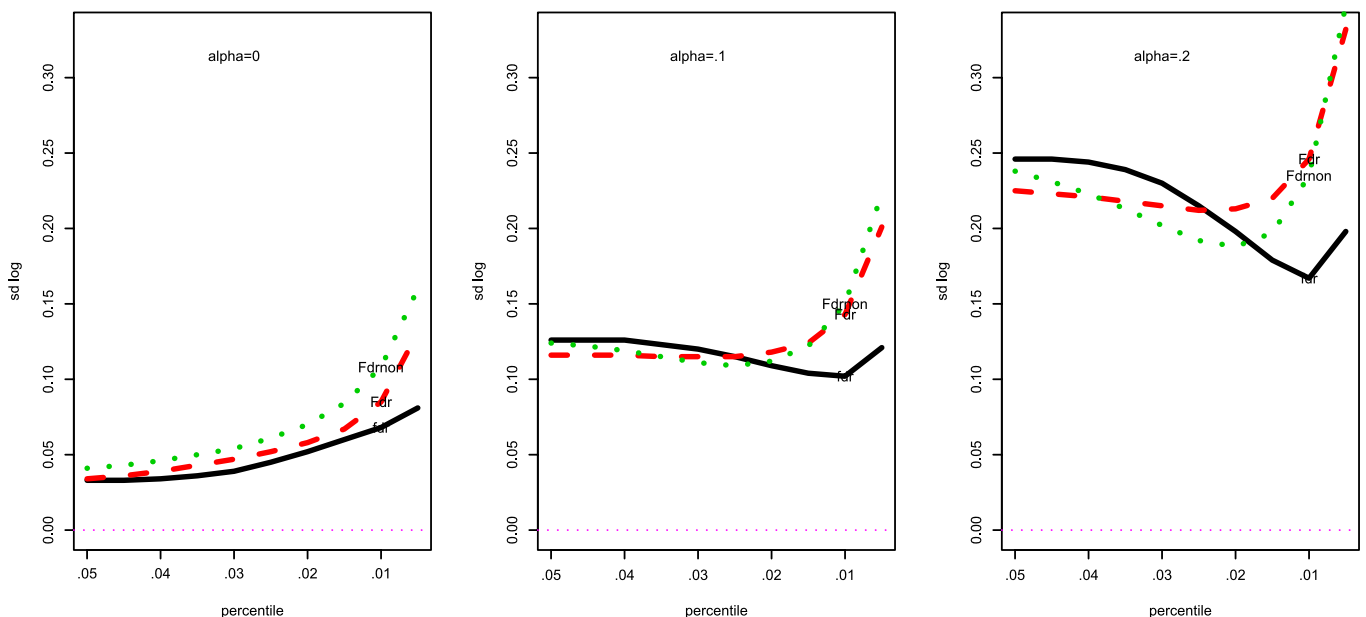 alpha=0
sd log
0.30
0.25
0.20
0.15
0.10
0.05
0.00
Fdrnon
Fdr
fdr
.05 .04 .03 .02 .01
percentile
alpha=.1
sd log
0.30
0.25
0.20
0.15
0.10
0.05
0.00
Fdrnon
Fdr
fdr
.05 .04 .03 .02 .01
percentile
alpha=.2
sd log
0.30
0.25
0.20
0.15
0.10
0.05
0.00
Fdr
Fdrnon
fdr
.05 .04 .03 .02 .01
percentile